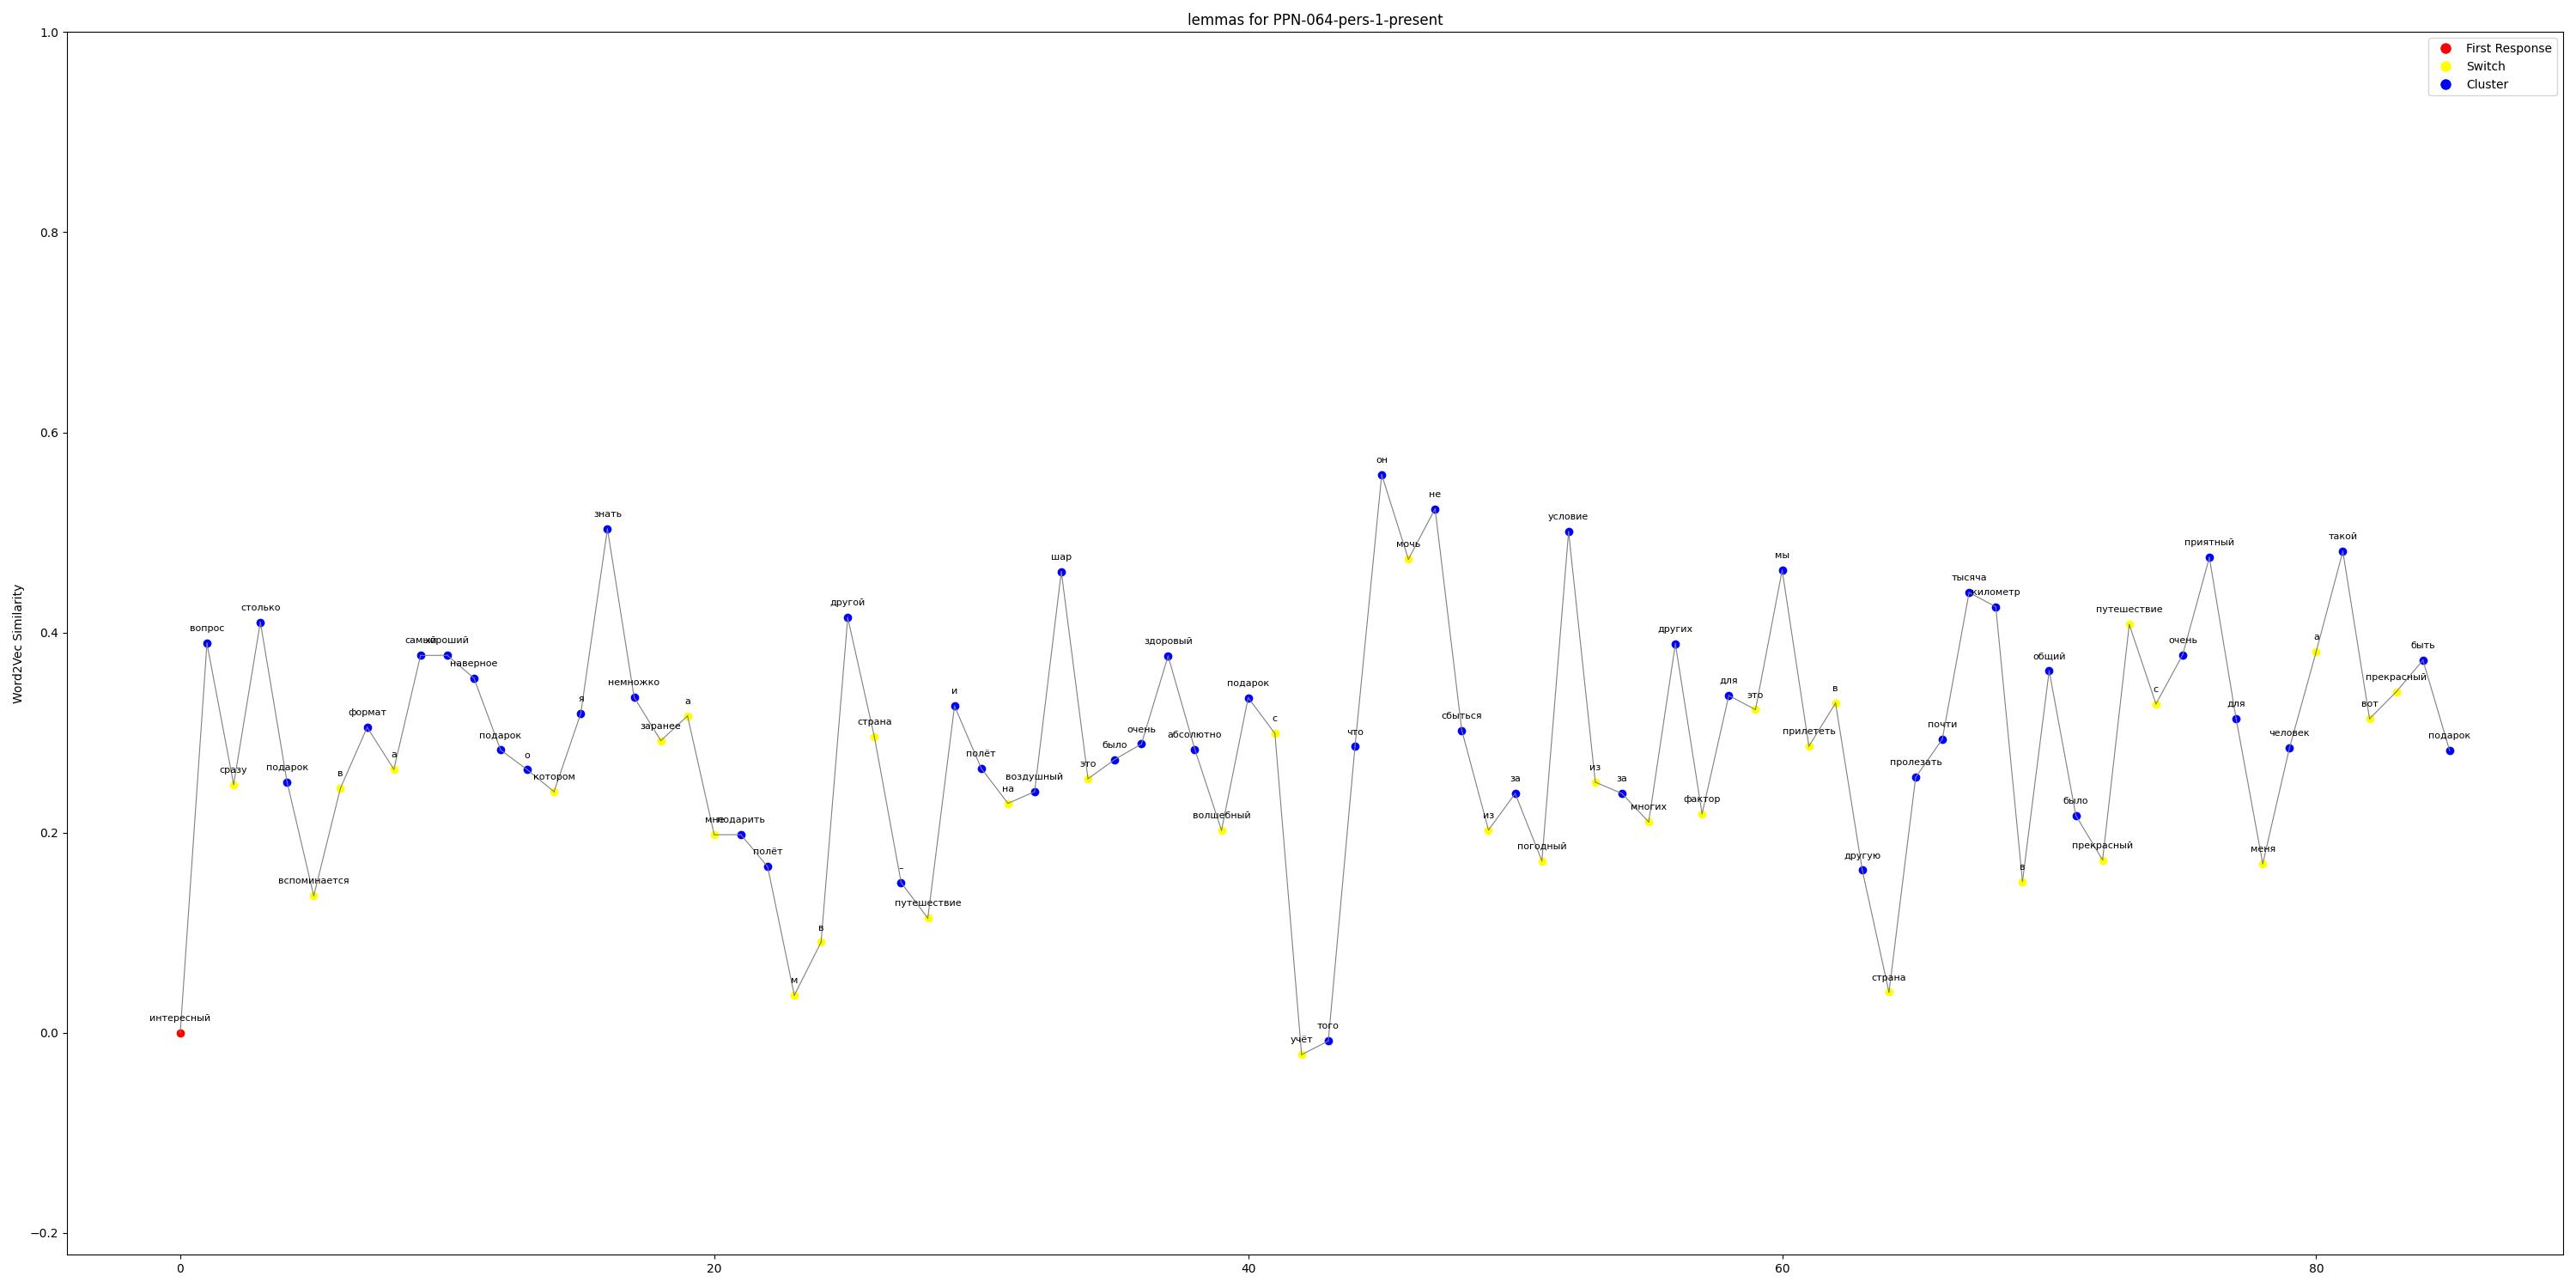 lemmas for PPN-064-pers-1-present
First Response
Switch
Cluster
Word2Vec Similarity
1.0
0.8
0.6
0.4
0.2
0.0
−0.2
0
20
40
60
80
интересный
вопрос
сразу
столько
подарок
вспоминается
в
формат
а
самый
хороший
наверное
подарок
о
котором
я
знать
немножко
заранее
а
мне
подарить
полёт
м
в
другой
страна
–
путешествие
и
полёт
на
воздушный
шар
это
было
очень
здоровый
абсолютно
волшебный
подарок
с
учёт
того
что
он
мочь
не
сбыться
из
за
погодный
условие
из
за
многих
других
фактор
для
это
мы
прилететь
в
другую
страна
пролезать
почти
тысяча
километр
в
общий
было
прекрасный
путешествие
с
очень
приятный
для
меня
человек
а
такой
вот
прекрасный
быть
подарок